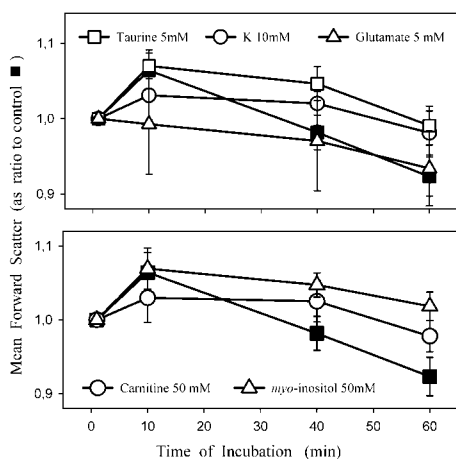 Mean Forward Scatter (as ratio to control ■ )
Taurine 5mM K 10mM Glutamate 5 mM
1,1
1,0
0,9
1,1
1,0
0,9
Carnitine 50 mM myo-inositol 50mM
0 10 20 30 40 50 60
Time of Incubation (min)